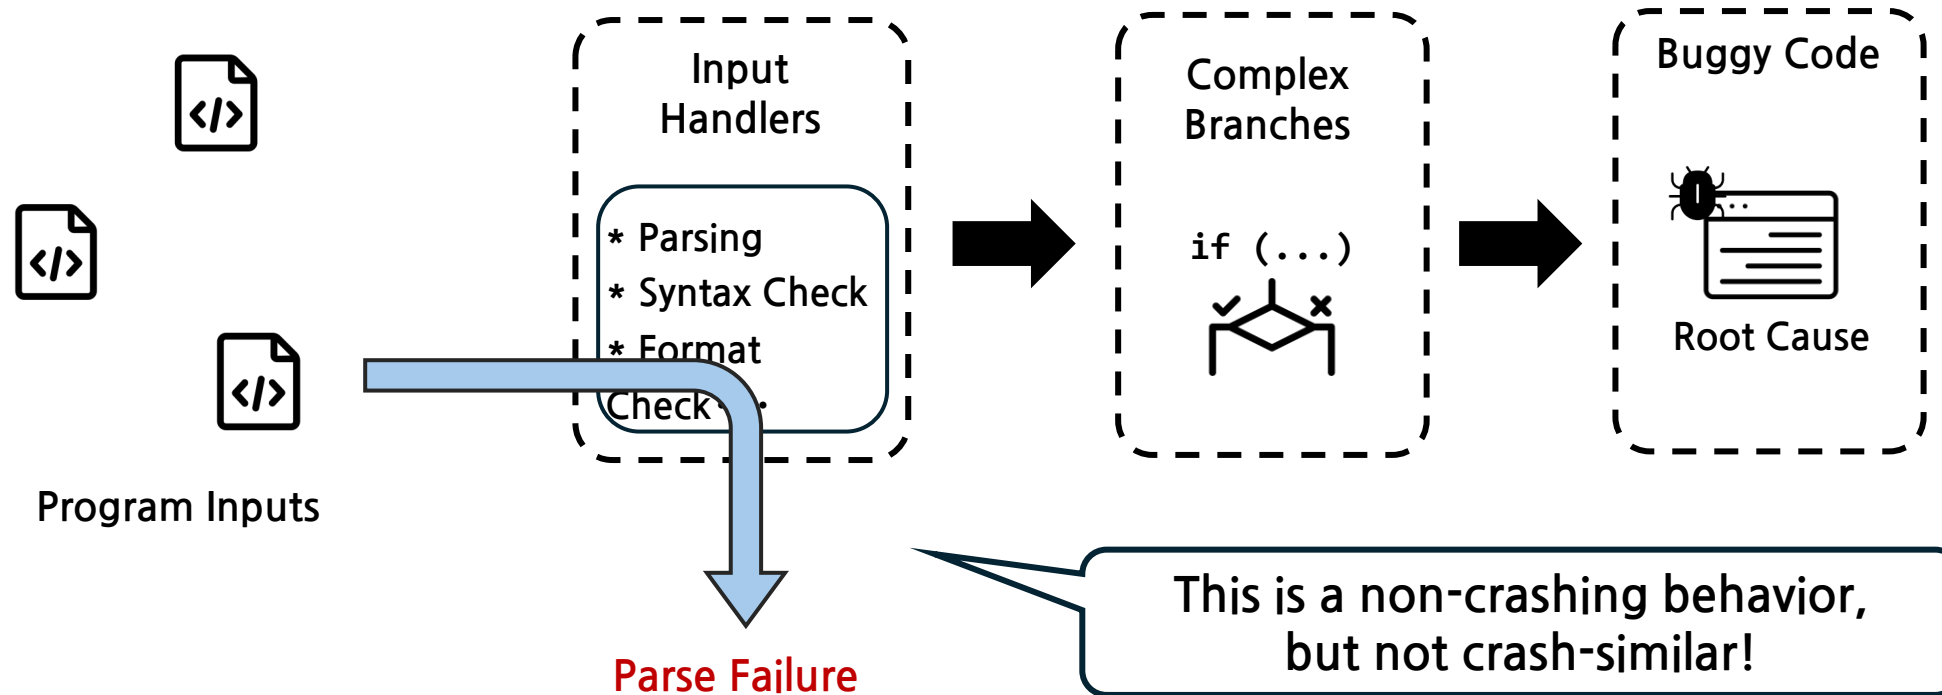 Input
Handlers
* Parsing
* Syntax Check
* Format
Check ...
Complex
Branches
if (...)
Buggy Code
Root Cause
Program Inputs
Parse Failure
This is a non-crashing behavior,
but not crash-similar!